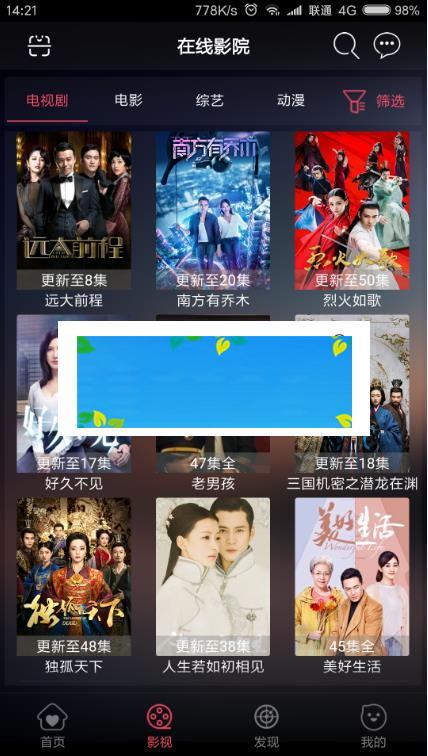 14:21 778K/s 联通 4G 98%
在线影院
电视剧 电影 综艺 动漫 筛选
远大前程 南方有乔木 烈火如歌
更新至8集 更新至20集 更新至50集
远大前程 南方有乔木 烈火如歌
更新至17集 47集全 更新至18集
好久不见 老男孩 三国机密之潜龙在渊
独孤天下 美好生活
Wonderful Life
更新至48集 更新至38集 45集全
独孤天下 人生若如初相见 美好生活
首页 影视 发现 我的